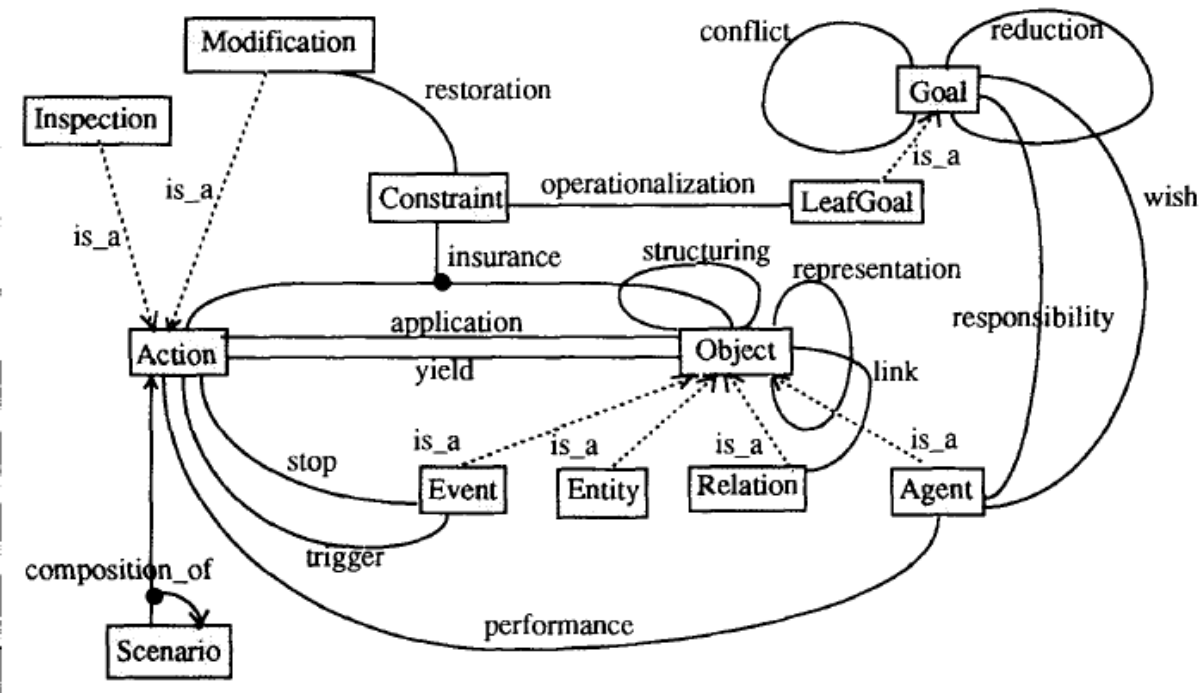 conflict
reduction
Modification
restoration
Goal
Inspection
is_a
is_a
Constraint
operationalization
LeafGoal
wish
is_a
insurance
structuring
representation
application
responsibility
Action
Object
yield
link
is_a
is_a
is_a
is_a
stop
Event
Entity
Relation
Agent
trigger
composition_of
performance
Scenario